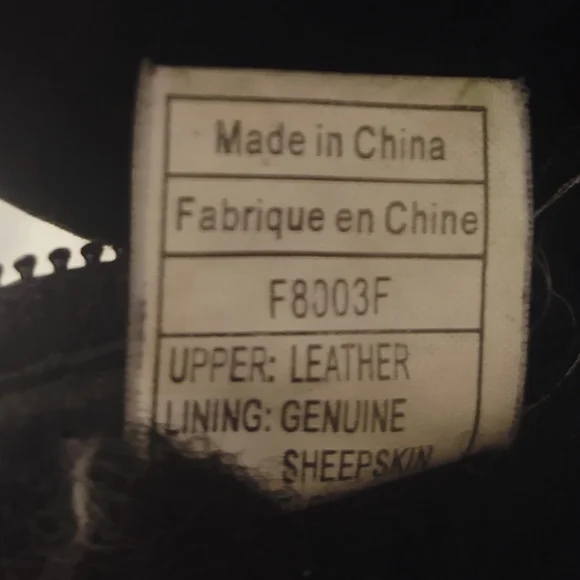 Made in China
Fabrique en Chine
F8003F
UPPER: LEATHER
LINING: GENUINE
SHEEPSKIN